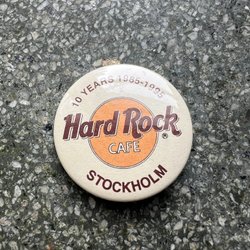 10 YEARS 1985-1995
Hard Rock
CAFE
STOCKHOLM